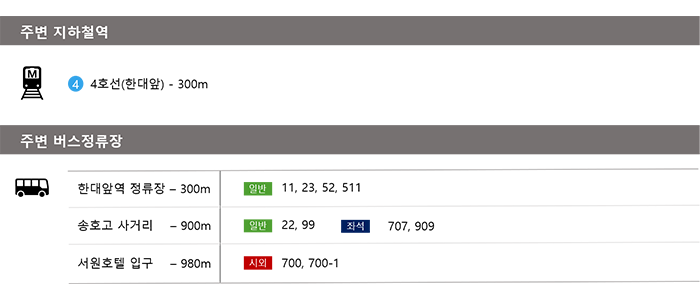 주변 지하철역
M
4 4호선(한대앞) - 300m
주변 버스정류장
한대앞역 정류장 – 300m 일반 11, 23, 52, 511
송호고 사거리 – 900m 일반 22, 99 좌석 707, 909
서원호텔 입구 – 980m 시외 700, 700-1